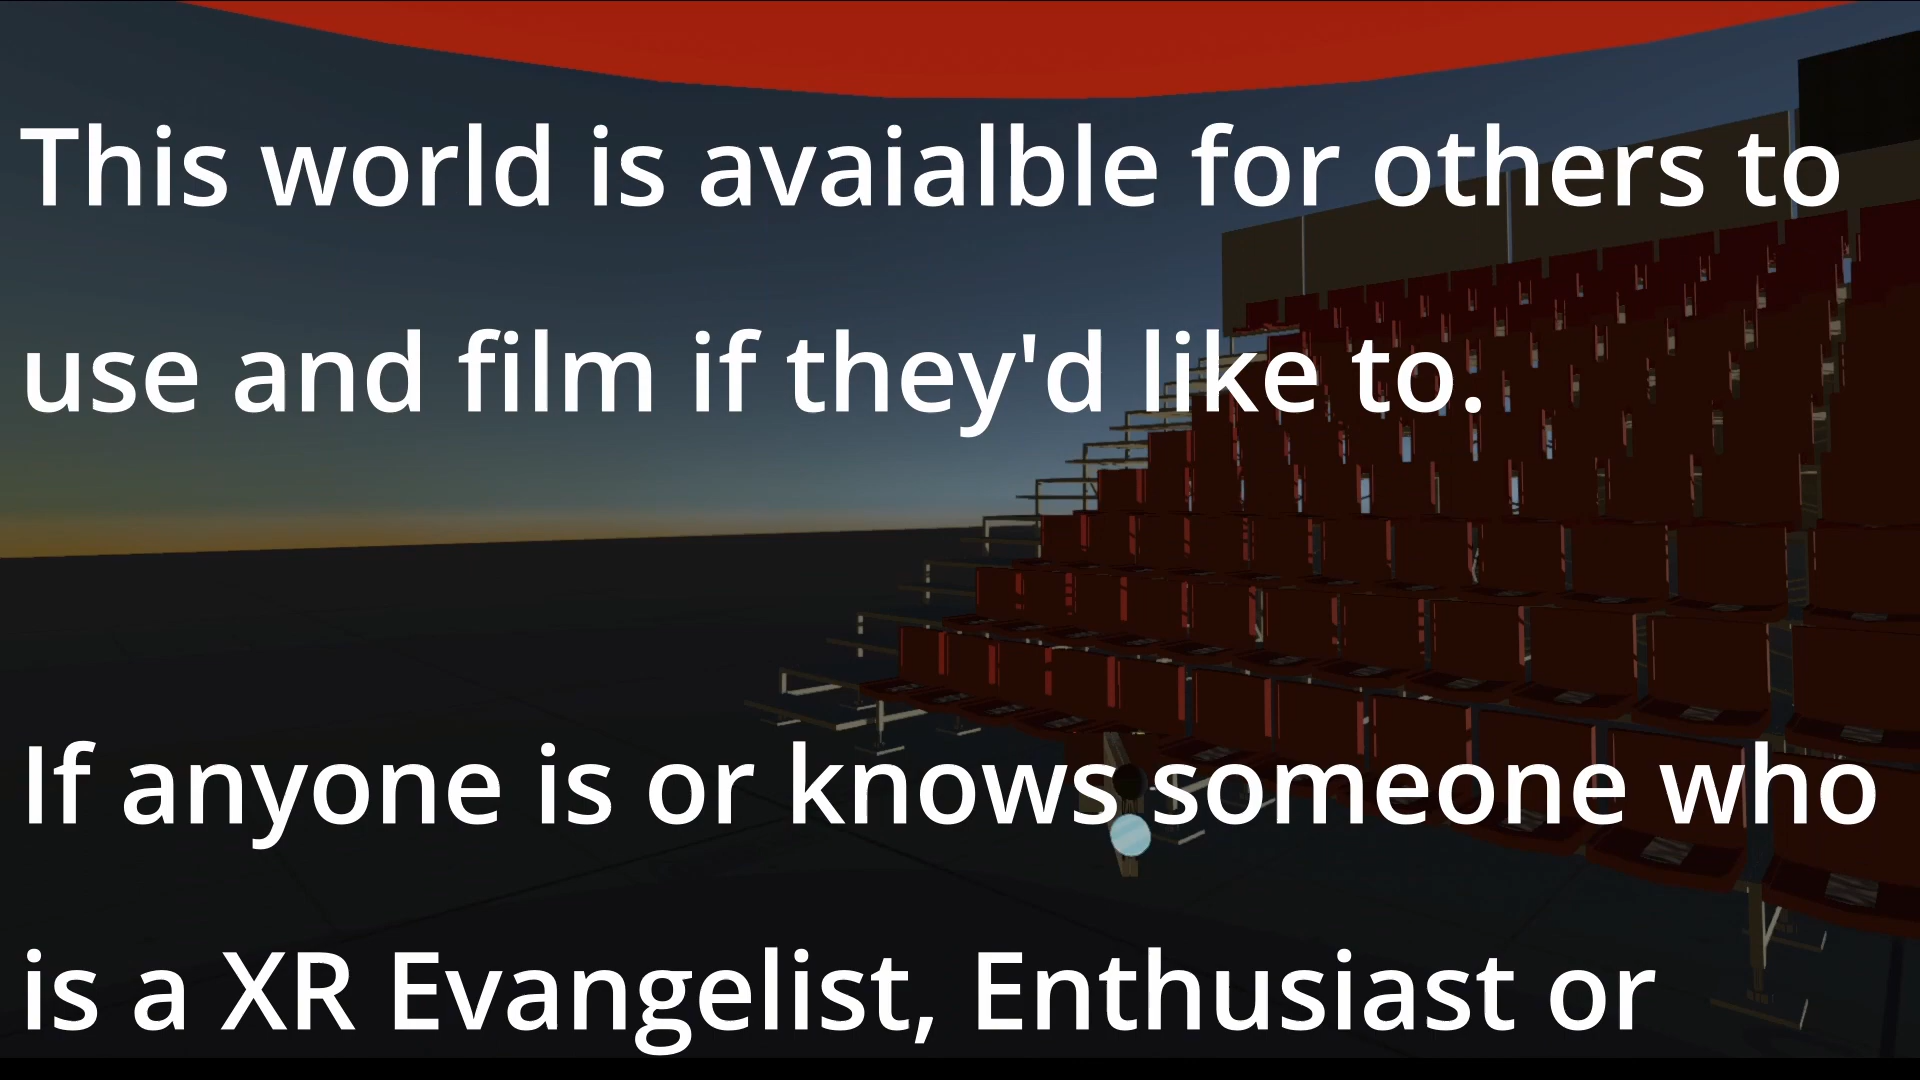 This world is avaialble for others to
use and film if they'd like to.
If anyone is or knows someone who
is a XR Evangelist, Enthusiast or